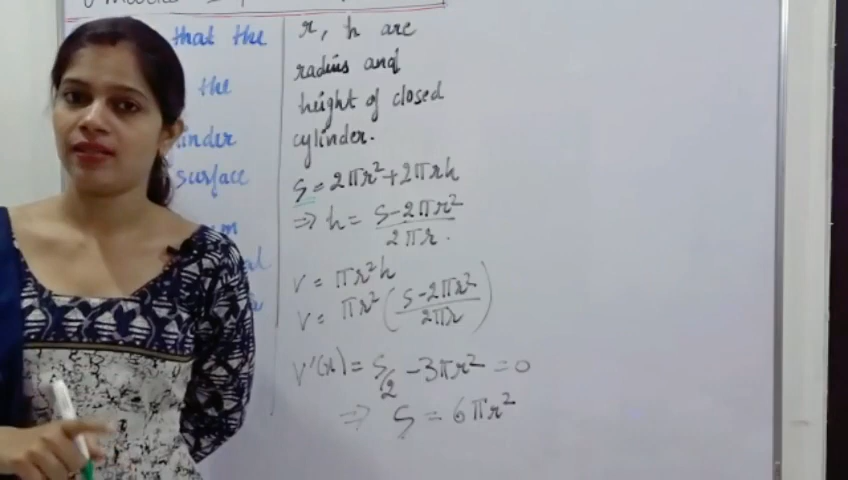 that the
the
inder
surface
r, h are
radius and
height of closed
cylinder.
S = 2πr²+2πrh
⇒ h = S-2πr²/2πr.
V = πr²h
V = πr² (S-2πr²/2πr)
V'(r) = S/2 - 3πr² = 0
⇒ S = 6πr²